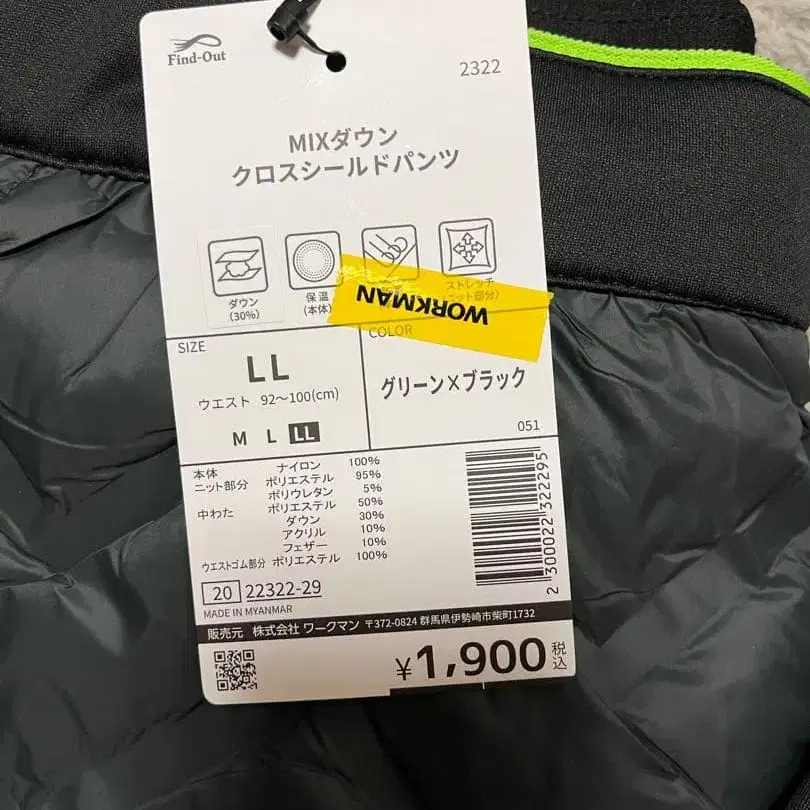 Find-Out
2322
MIXダウン
クロスシールドパンツ
ダウン
(30%)
保温
(本体)
ストレッチ
ニット部分)
WORKMAN
SIZE
LL
ウエスト 92〜100(cm)
M L LL
COLOR
グリーン×ブラック
051
本体 ナイロン 100%
ニット部分 ポリエステル 95%
ポリウレタン 5%
中わた ポリエステル 50%
ダウン 30%
アクリル 10%
フェザー 10%
ウエストゴム部分 ポリエステル 100%
2 300022 322295
20 22322-29
MADE IN MYANMAR
販売元 株式会社 ワークマン 〒372-0824 群馬県伊勢崎市柴町1732
¥1,900 税込